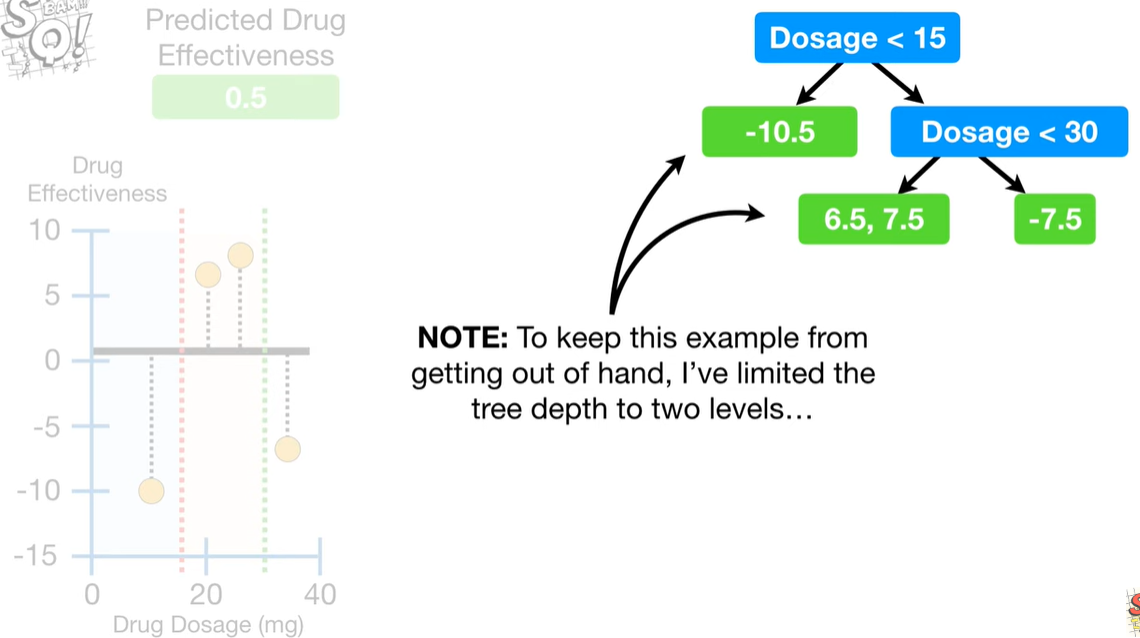 BAM!!
SQ!
Predicted Drug
Effectiveness
0.5
Dosage < 15
-10.5
Dosage < 30
6.5, 7.5
-7.5
Drug
Effectiveness
10
5
0
-5
-10
-15
0 20 40
Drug Dosage (mg)
NOTE: To keep this example from
getting out of hand, I’ve limited the
tree depth to two levels…